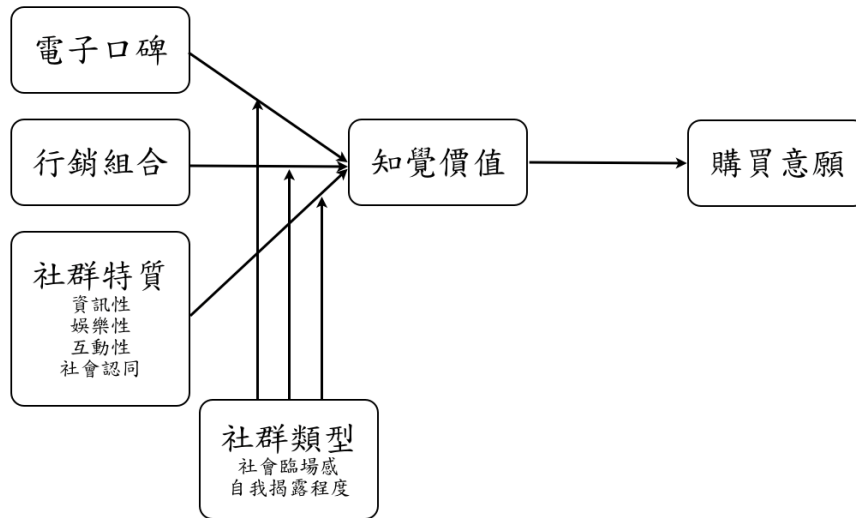 電子口碑
行銷組合
知覺價值
購買意願
社群特質
資訊性
娛樂性
互動性
社會認同
社群類型
社會臨場感
自我揭露程度